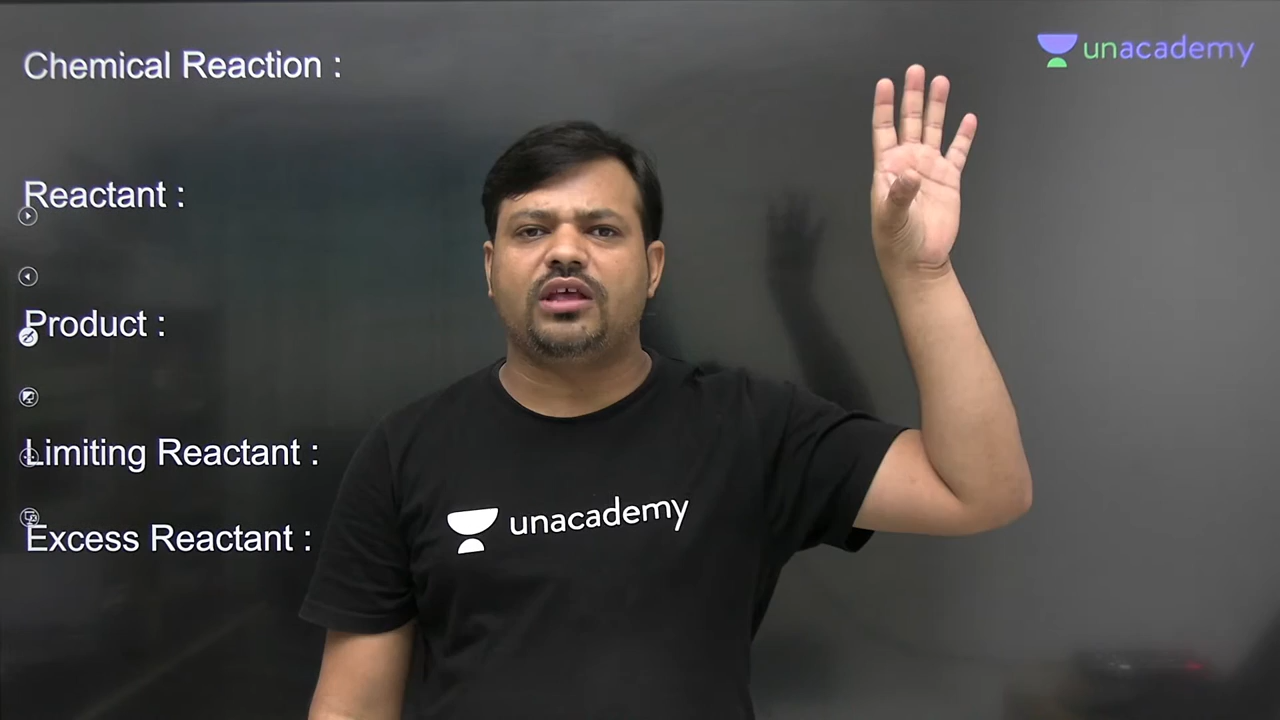 Chemical Reaction :
unacademy
Reactant :
Product :
Limiting Reactant :
Excess Reactant :
unacademy